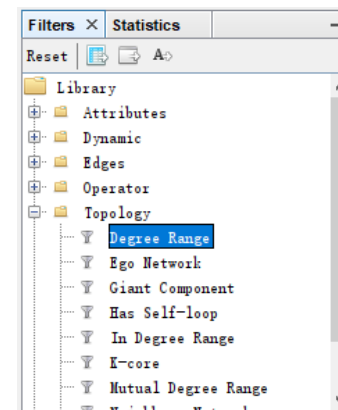 Filters × Statistics
Reset A
Library
Attributes
Dynamic
Edges
Operator
Topology
Degree Range
Ego Network
Giant Component
Has Self-loop
In Degree Range
K-core
Mutual Degree Range